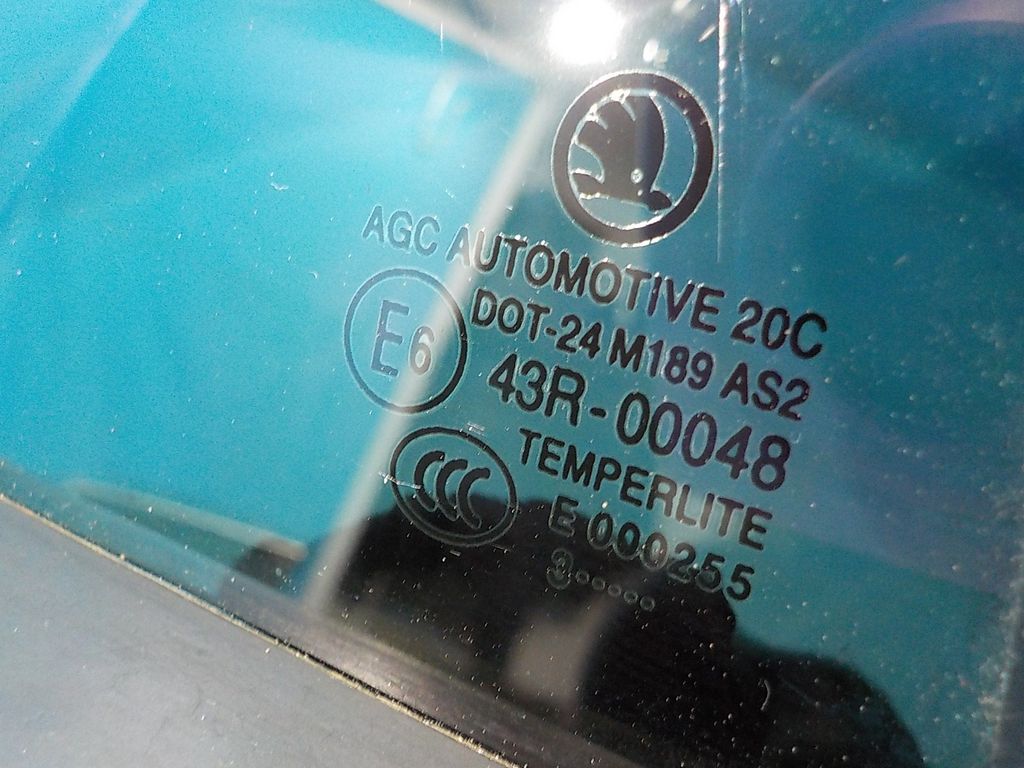 AGC AUTOMOTIVE 20C
E6
DOT-24 M189 AS2
43R-00048
CCC
TEMPERLITE
E 000255
3·····